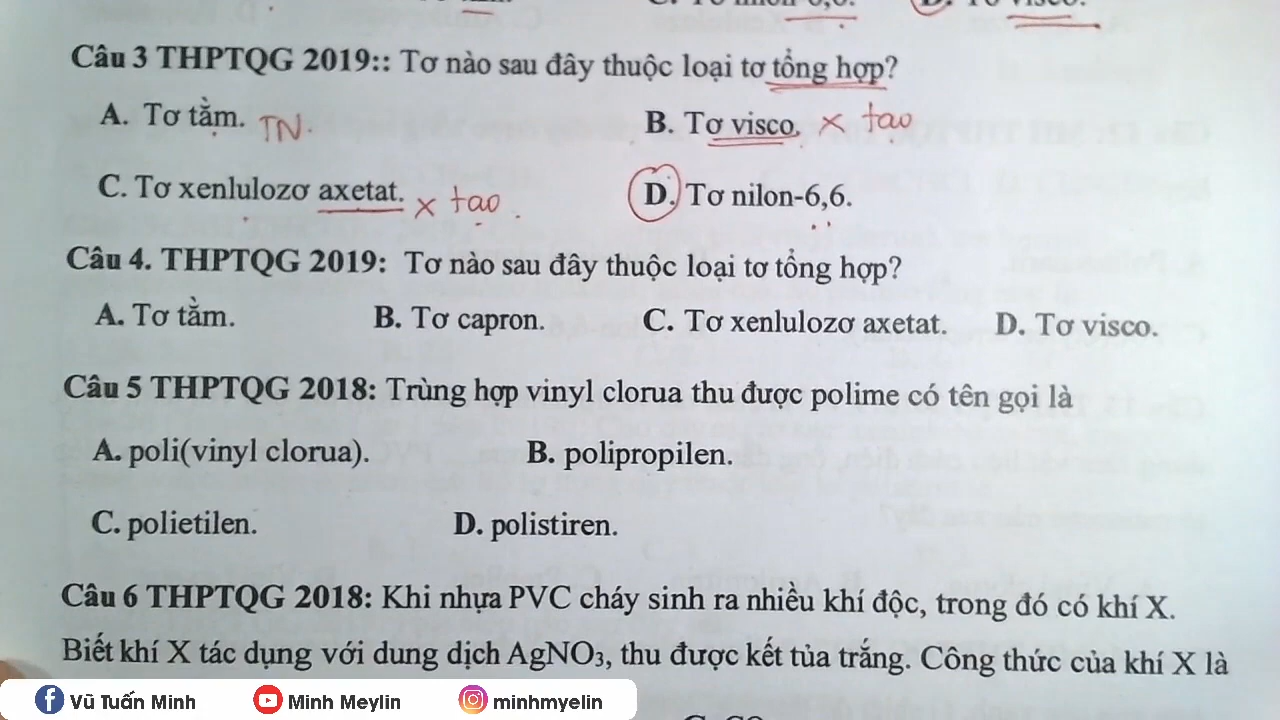 Câu 3 THPTQG 2019:: Tơ nào sau đây thuộc loại tơ tổng hợp?
A. Tơ tằm. TN. B. Tơ visco. x tạo
C. Tơ xenlulozơ axetat. x tạo. D. Tơ nilon-6,6.
Câu 4. THPTQG 2019: Tơ nào sau đây thuộc loại tơ tổng hợp?
A. Tơ tằm. B. Tơ capron. C. Tơ xenlulozơ axetat. D. Tơ visco.
Câu 5 THPTQG 2018: Trùng hợp vinyl clorua thu được polime có tên gọi là
A. poli(vinyl clorua). B. polipropilen.
C. polietilen. D. polistiren.
Câu 6 THPTQG 2018: Khi nhựa PVC cháy sinh ra nhiều khí độc, trong đó có khí X.
Biết khí X tác dụng với dung dịch AgNO₃, thu được kết tủa trắng. Công thức của khí X là
Vũ Tuấn Minh Minh Meylin minhmyelin